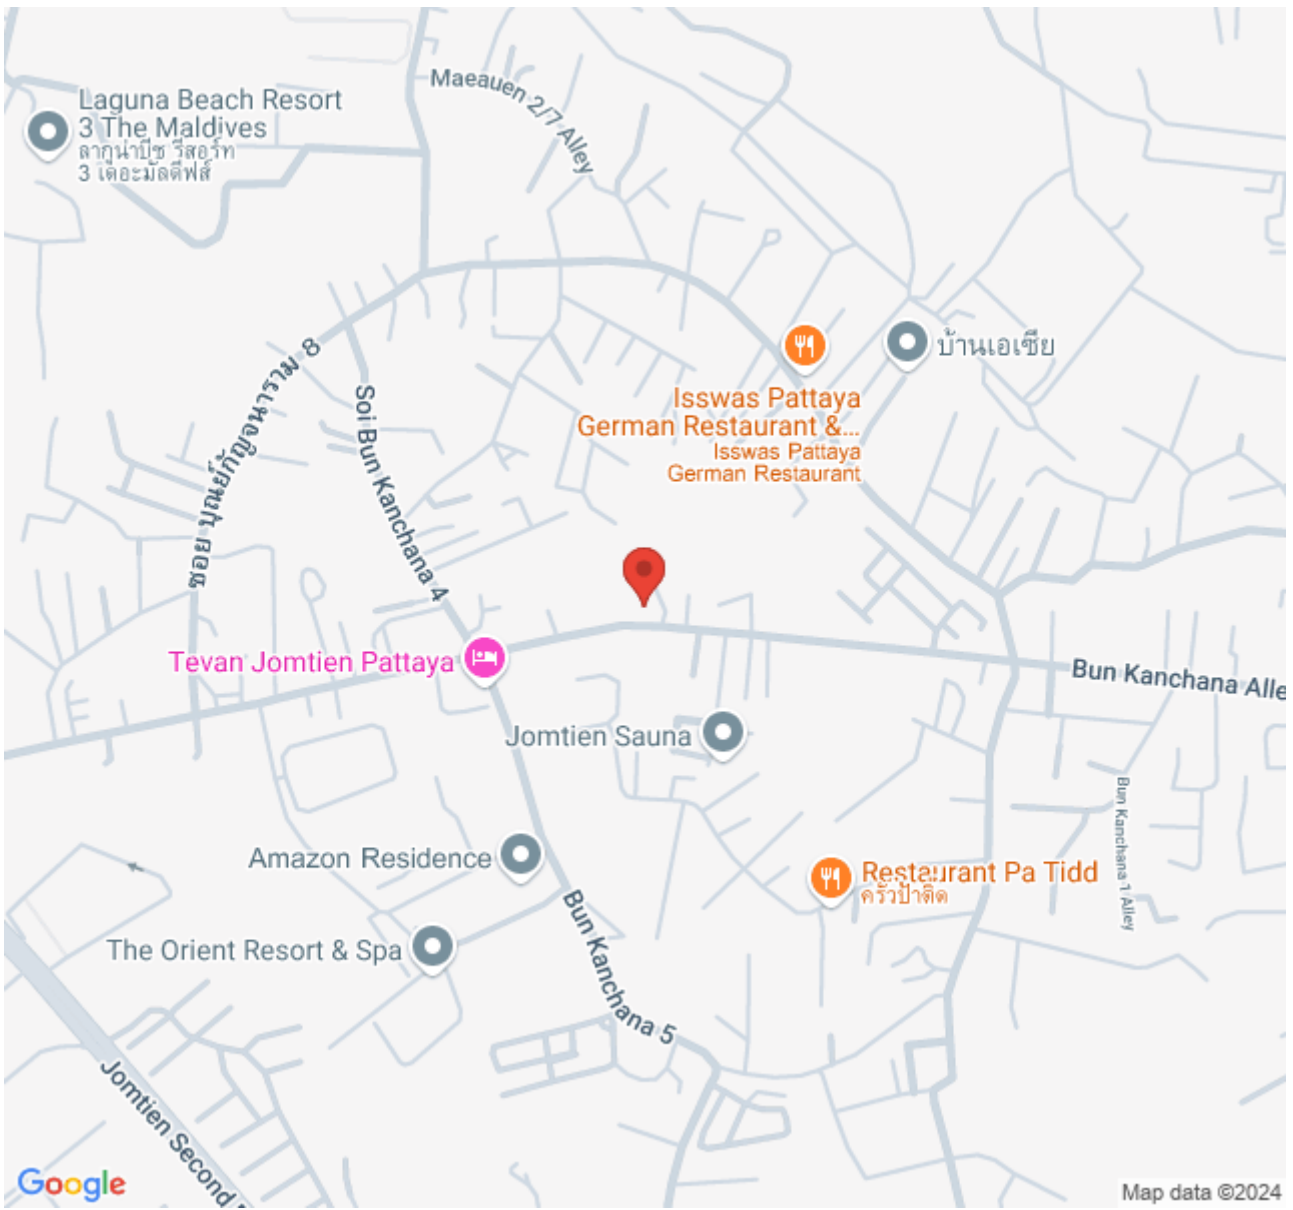 Maeauen 2/7 Alley
Laguna Beach Resort
3 The Maldives
ลากูน่าบีช รีสอร์ท
3 เดอะมัลดีฟส์
ซอย บุณย์กัญจนาราม 8
Soi Bun Kanchana 4
บ้านเอเชีย
Isswas Pattaya
German Restaurant &...
Isswas Pattaya
German Restaurant
Tevan Jomtien Pattaya
Bun Kanchana Alle
Jomtien Sauna
Bun Kanchana 1 Alley
Amazon Residence
Restaurant Pa Tidd
ครัวป้าติ๊ด
Bun Kanchana 5
The Orient Resort & Spa
Jomtien Second
Google
Map data ©2024